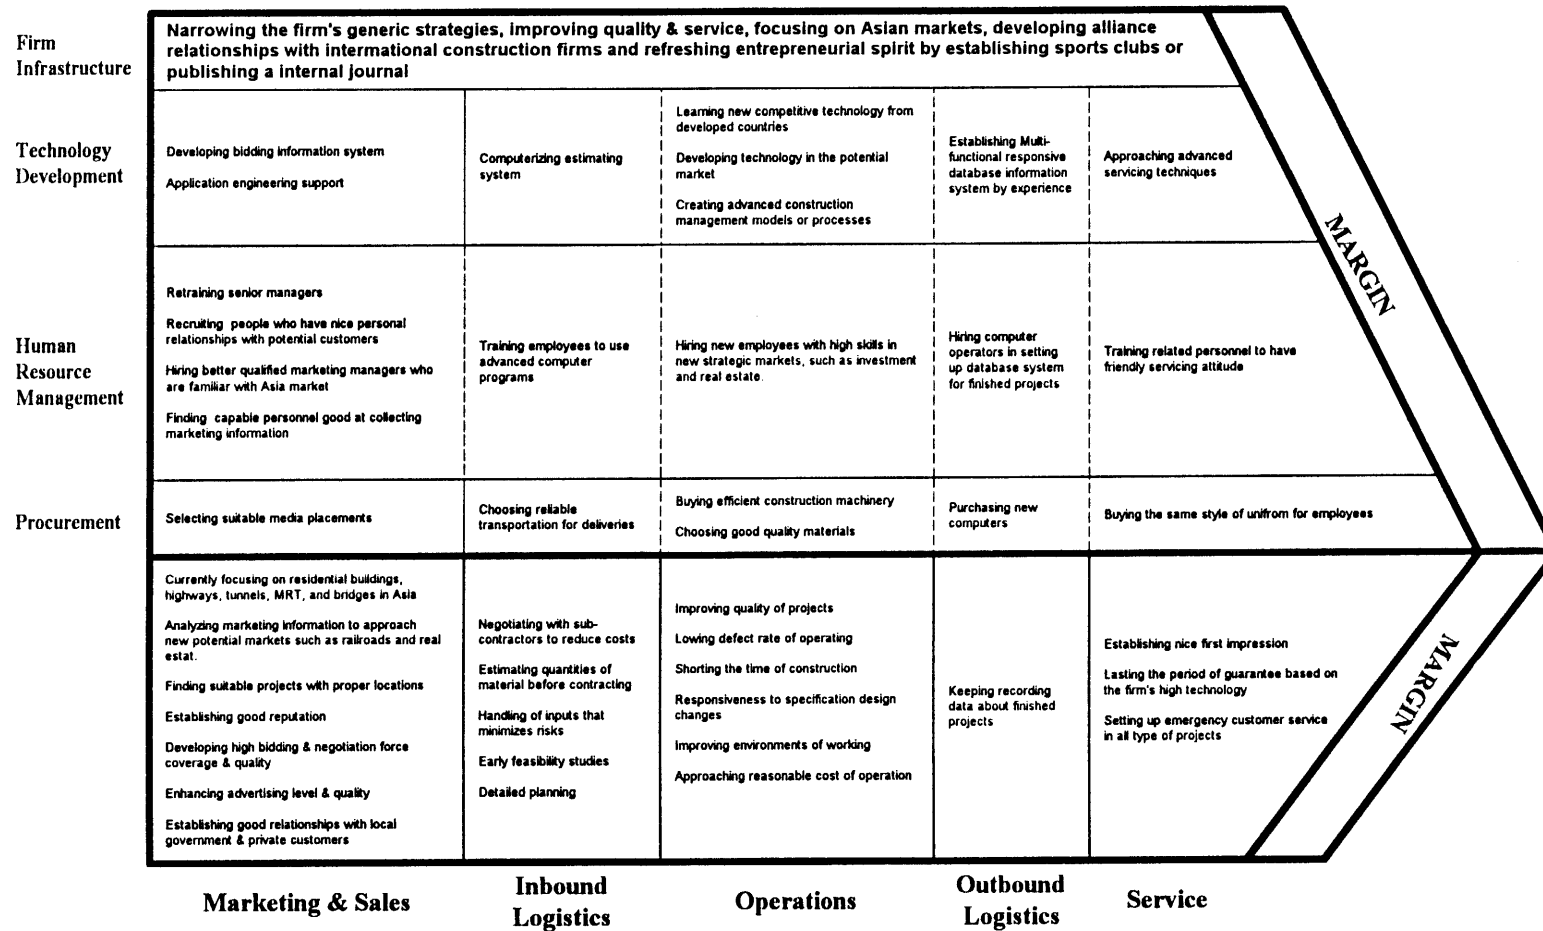 Firm
Infrastructure
Narrowing the firm's generic strategies, improving quality & service, focusing on Asian markets, developing alliance
relationships with intermational construction firms and refreshing entrepreneurial spirit by establishing sports clubs or
publishing a internal journal
Technology
Development
Developing bidding information system
Application engineering support
Computerizing estimating
system
Learning new competitive technology from
developed countries
Developing technology in the potential
market
Creating advanced construction
management models or processes
Establishing Multi-
functional responsive
database information
system by experience
Approaching advanced
servicing techniques
MARGIN
Human
Resource
Management
Retraining senior managers
Recruiting people who have nice personal
relationships with potential customers
Hiring better qualified marketing managers who
are familiar with Asia market
Finding capable personnel good at collecting
marketing information
Training employees to use
advanced computer
programs
Hiring new employees with high skills in
new strategic markets, such as investment
and real estate.
Hiring computer
operators in setting
up database system
for finished projects
Training related personnel to have
friendly servicing attitude
Procurement
Selecting suitable media placements
Choosing reliable
transportation for deliveries
Buying efficient construction machinery
Choosing good quality materials
Purchasing new
computers
Buying the same style of unifrom for employees
Currently focusing on residential buildings,
highways, tunnels, MRT, and bridges in Asia
Analyzing marketing information to approach
new potential markets such as railroads and real
estat.
Finding suitable projects with proper locations
Establishing good reputation
Developing high bidding & negotiation force
coverage & quality
Enhancing advertising level & quality
Establishing good relationships with local
government & private customers
Negotiating with sub-
contractors to reduce costs
Estimating quantities of
material before contracting
Handling of inputs that
minimizes risks
Early feasibility studies
Detailed planning
Improving quality of projects
Lowing defect rate of operating
Shorting the time of construction
Responsiveness to specification design
changes
Improving environments of working
Approaching reasonable cost of operation
Keeping recording
data about finished
projects
Establishing nice first impression
Lasting the period of guarantee based on
the firm's high technology
Setting up emergency customer service
in all type of projects
MARGIN
Marketing & Sales
Inbound
Logistics
Operations
Outbound
Logistics
Service